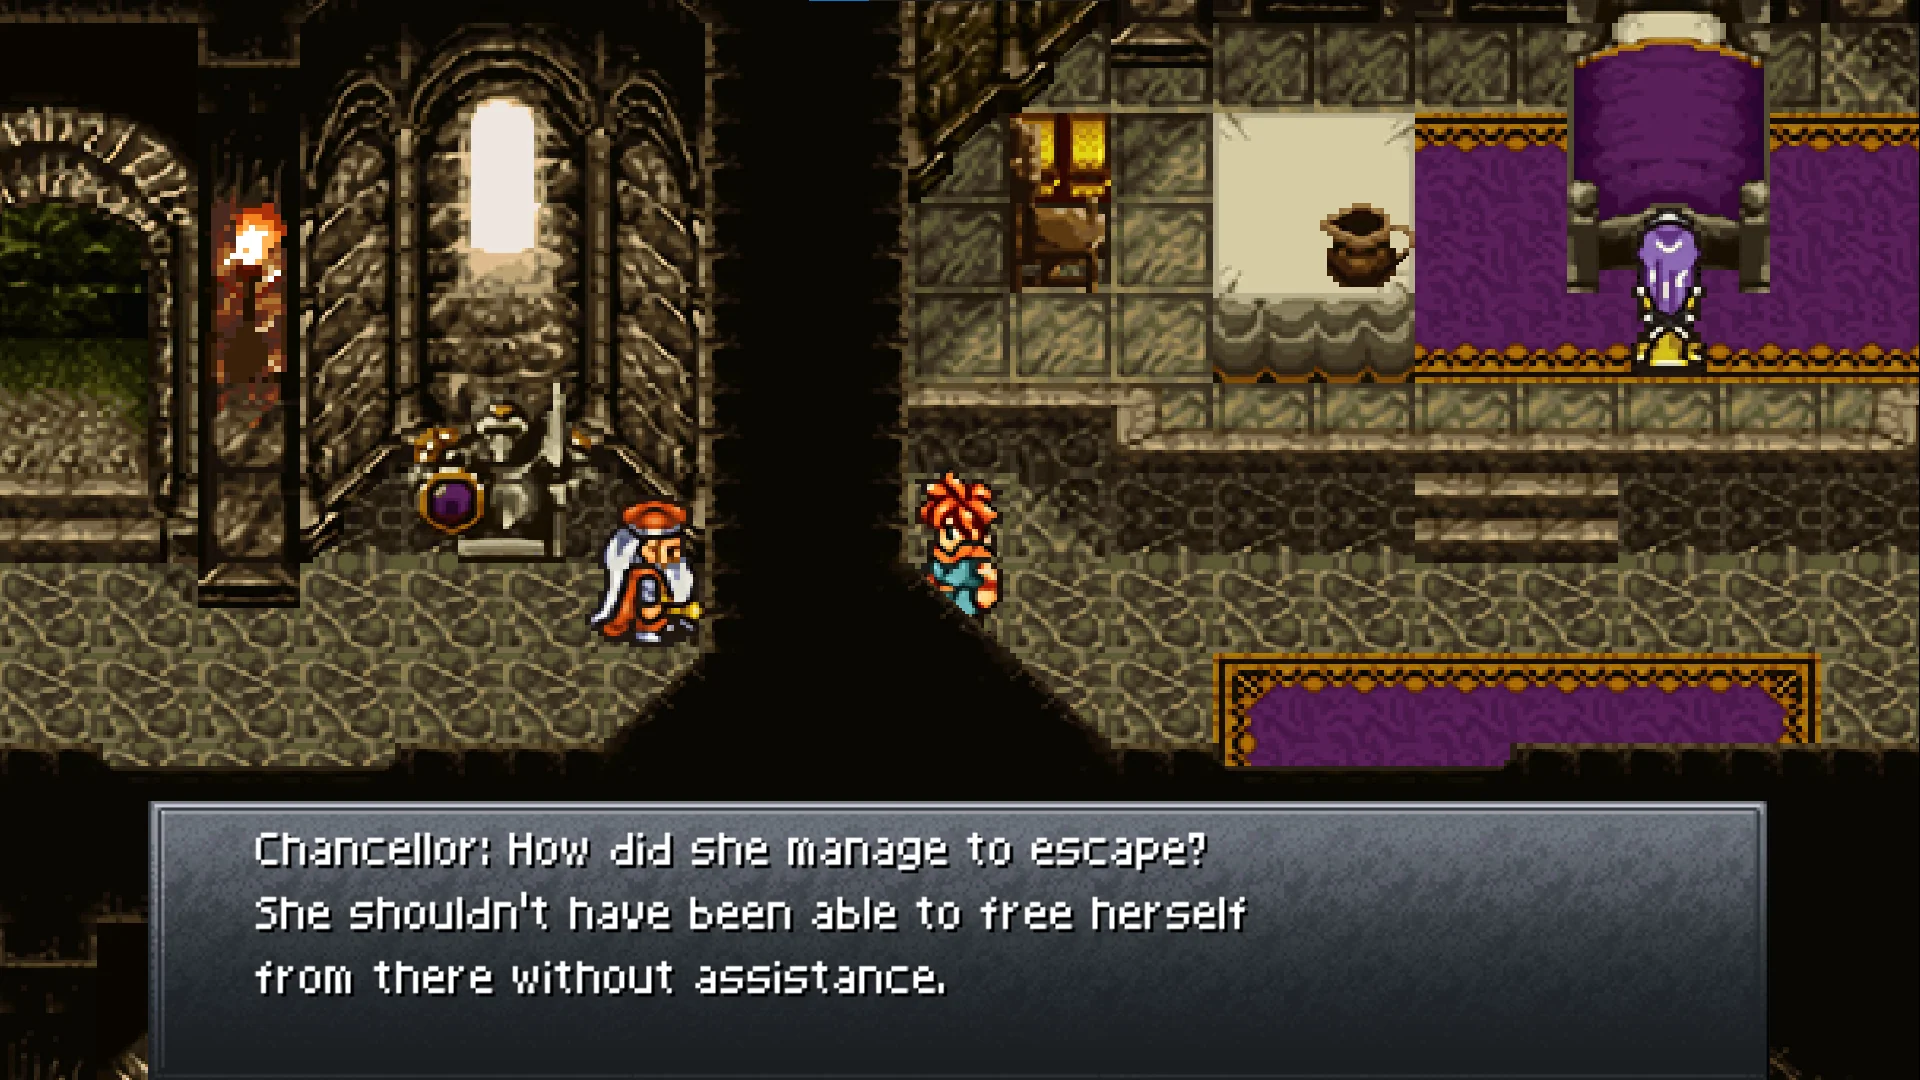 Chancellor: How did she manage to escape?
She shouldn't have been able to free herself
from there without assistance.